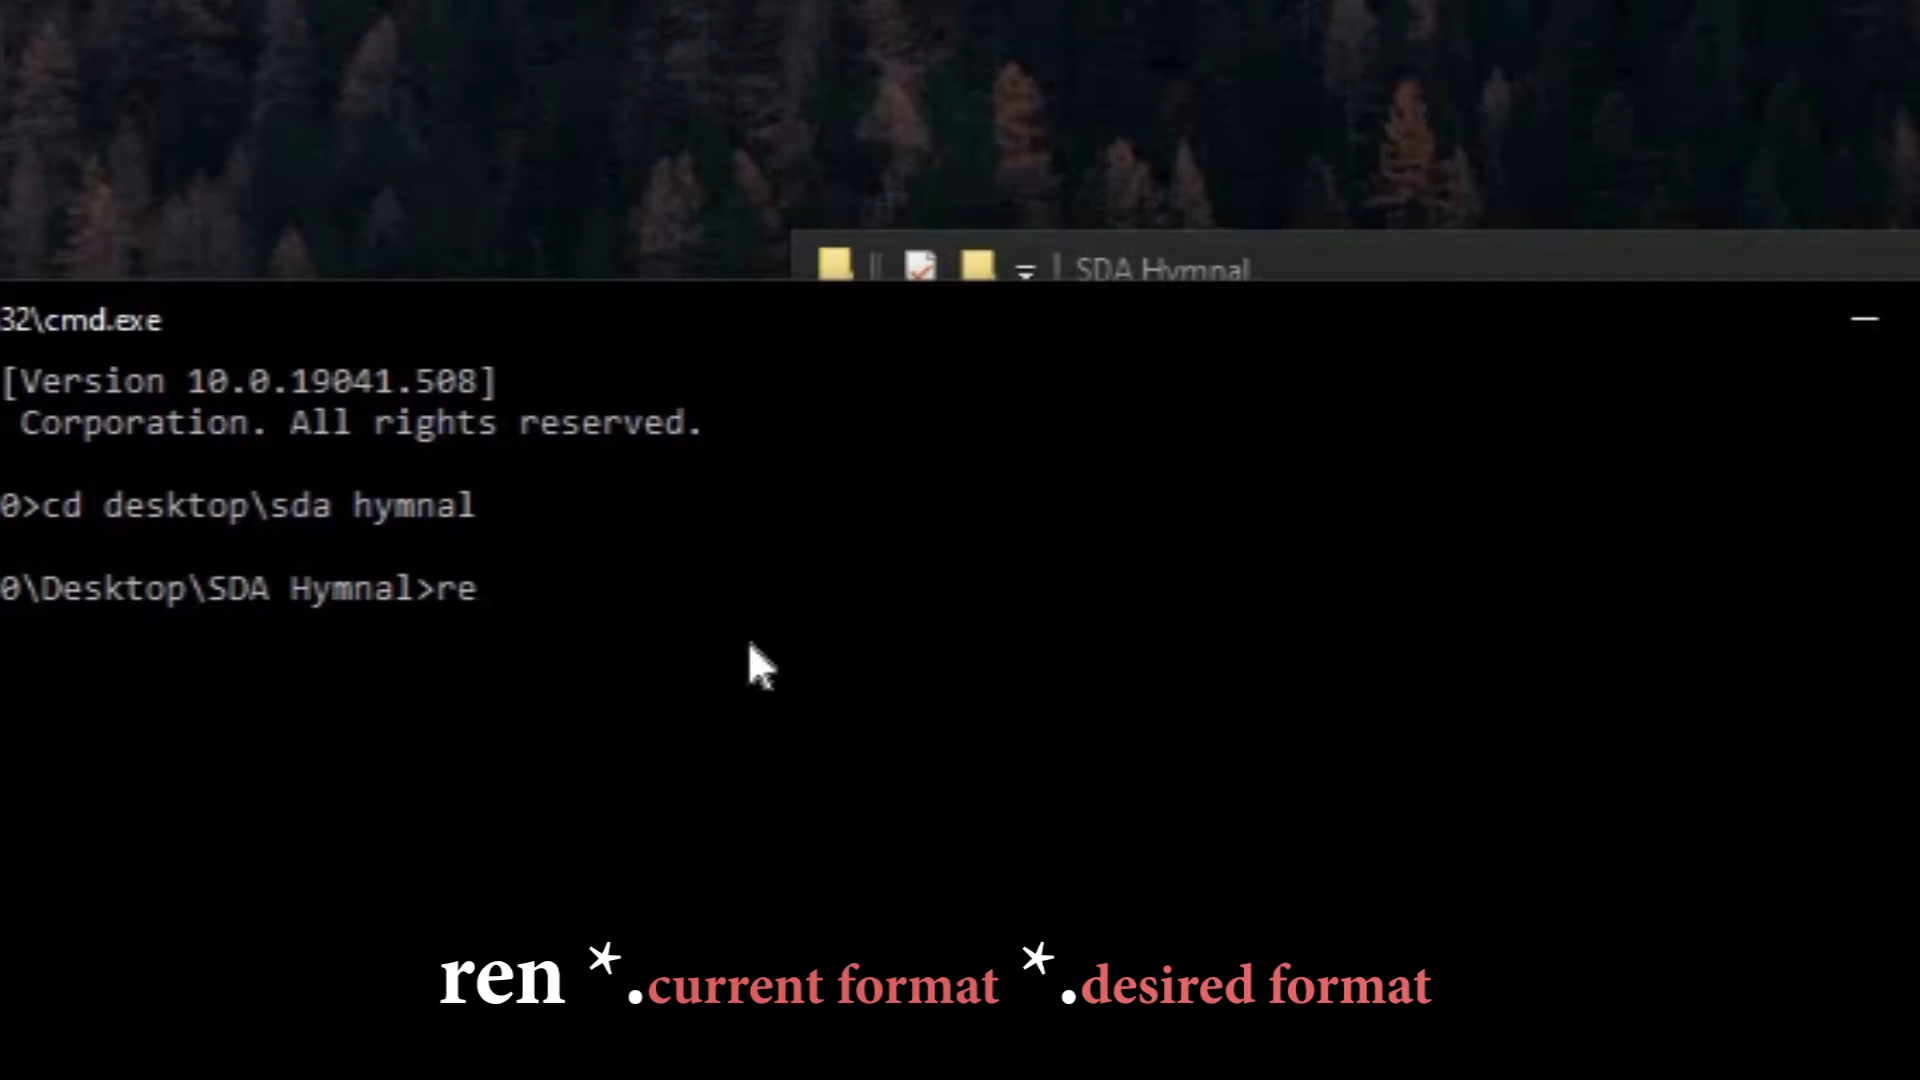 SDA Hymnal
32\cmd.exe
[Version 10.0.19041.508]
Corporation. All rights reserved.
0>cd desktop\sda hymnal
0\Desktop\SDA Hymnal>re
ren *.current format *.desired format